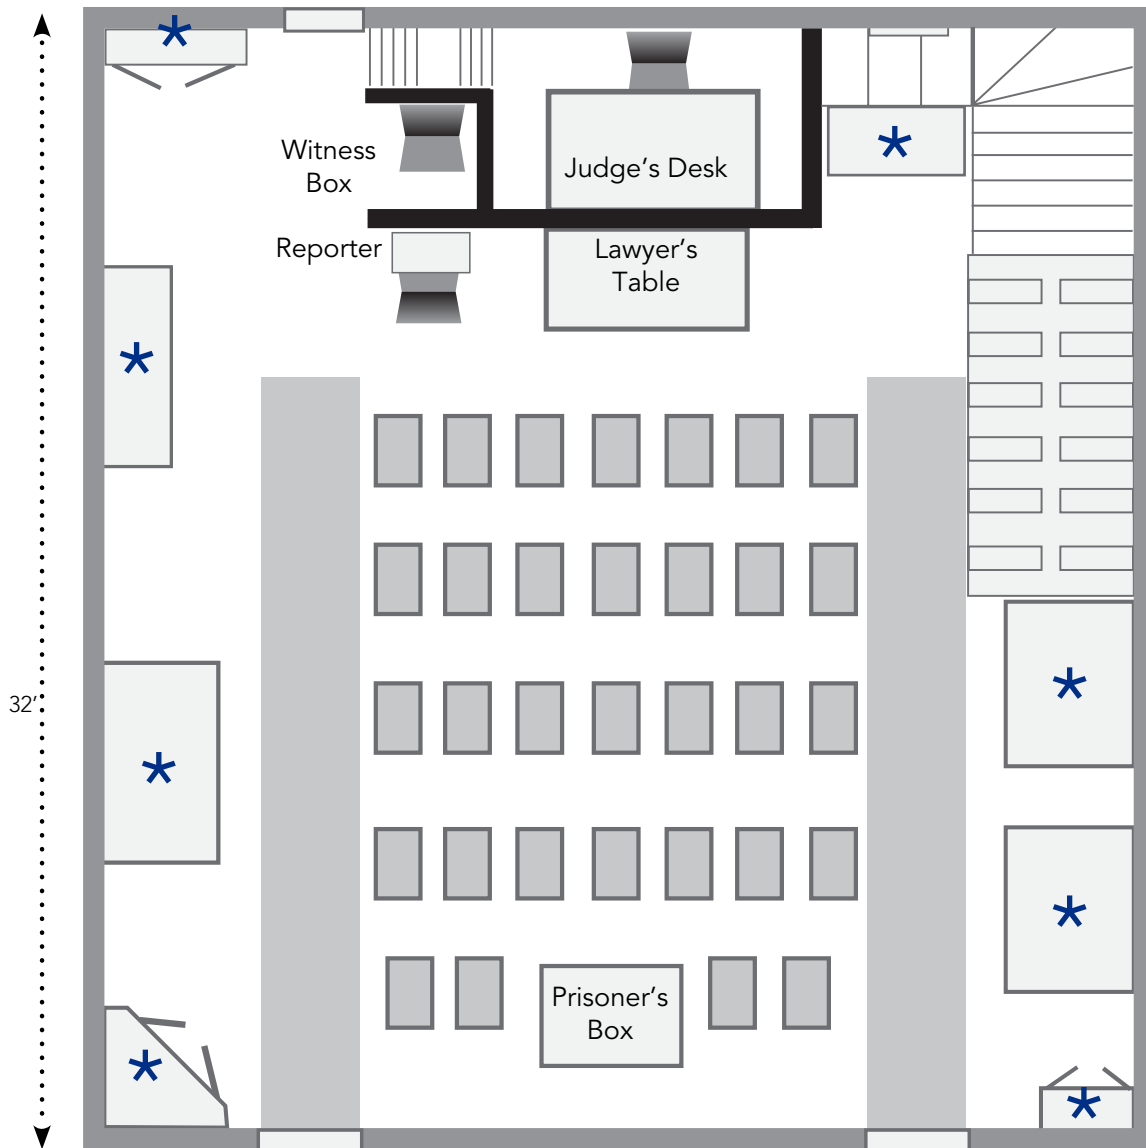 Witness
Box
Judge's Desk
Reporter
Lawyer's
Table
32'
Prisoner's
Box